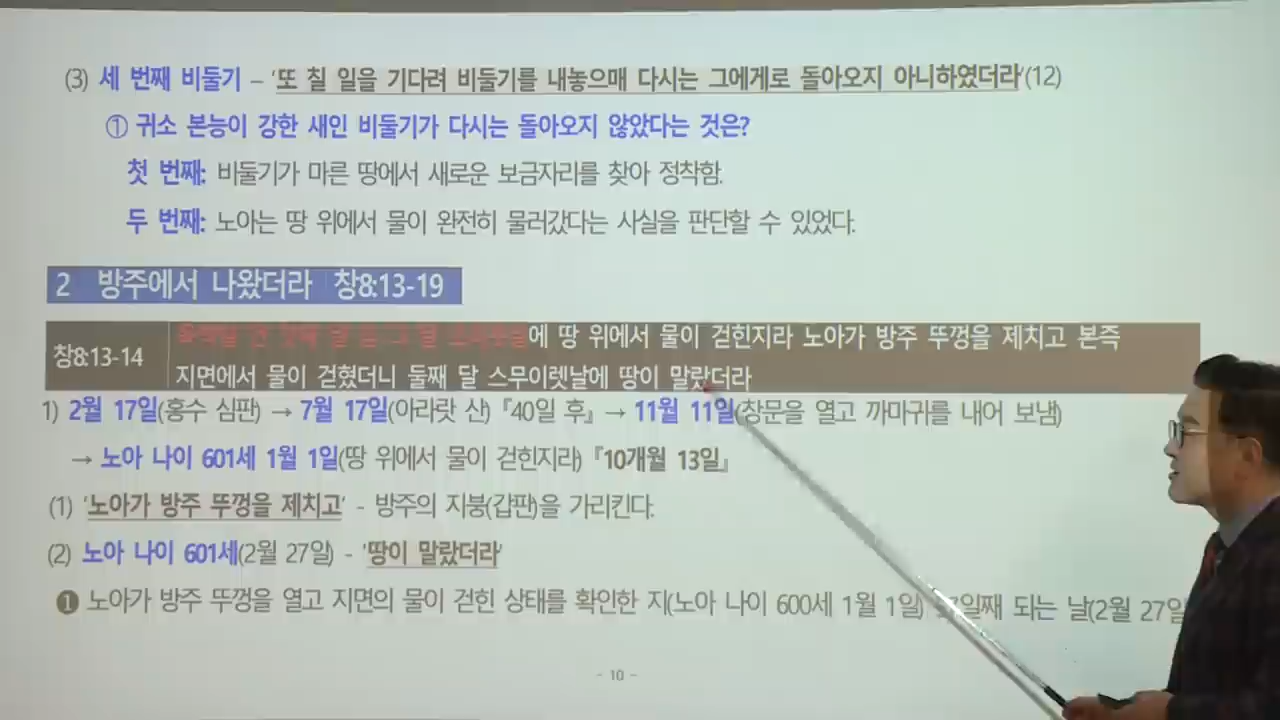 (3) 세 번째 비둘기 – '또 칠 일을 기다려 비둘기를 내놓으매 다시는 그에게로 돌아오지 아니하였더라'(12)
① 귀소 본능이 강한 새인 비둘기가 다시는 돌아오지 않았다는 것은?
첫 번째: 비둘기가 마른 땅에서 새로운 보금자리를 찾아 정착함.
두 번째: 노아는 땅 위에서 물이 완전히 물러갔다는 사실을 판단할 수 있었다.
2 방주에서 나왔더라 창8:13-19
창8:13-14
에 땅 위에서 물이 걷힌지라 노아가 방주 뚜껑을 제치고 본즉
지면에서 물이 걷혔더니 둘째 달 스무이렛날에 땅이 말랐더라
1) 2월 17일(홍수 심판) → 7월 17일(아라랏 산)『40일 후』 → 11월 11일(창문을 열고 까마귀를 내어 보냄)
→ 노아 나이 601세 1월 1일(땅 위에서 물이 걷힌지라)『10개월 13일』
(1) '노아가 방주 뚜껑을 제치고' - 방주의 지붕(갑판)을 가리킨다.
(2) 노아 나이 601세(2월 27일) - '땅이 말랐더라'
❶ 노아가 방주 뚜껑을 열고 지면의 물이 걷힌 상태를 확인한 지(노아 나이 600세 1월 1일) 되는 날(2월 27일
- 10 -